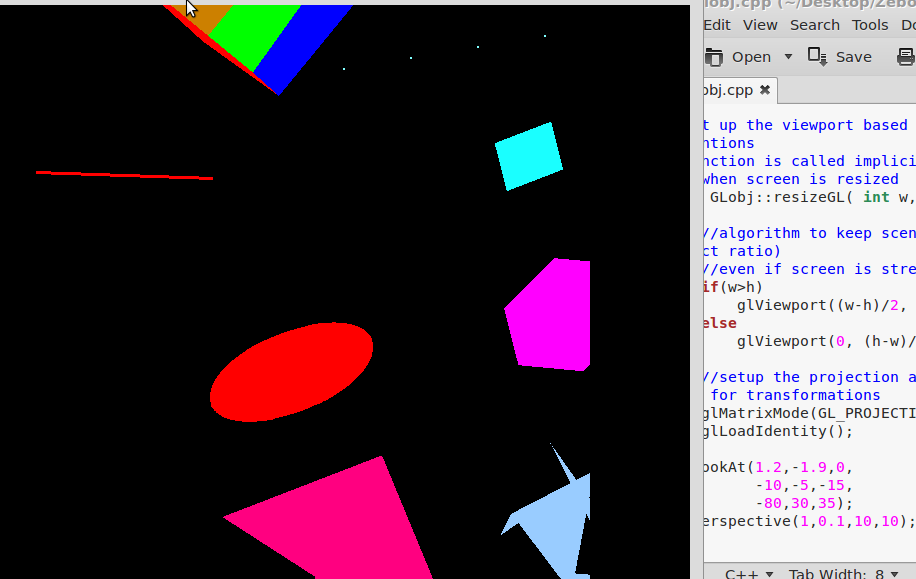 obj.cpp (~/Desktop/Zebo
Edit View Search Tools Do
Open Save
obj.cpp ✖
t up the viewport based
ntions
nction is called implici
when screen is resized
GLobj::resizeGL( int w,
//algorithm to keep scen
ct ratio)
//even if screen is stre
if(w>h)
glViewport((w-h)/2,
else
glViewport(0, (h-w)/
//setup the projection a
for transformations
glMatrixMode(GL_PROJECTI
glLoadIdentity();
ookAt(1.2,-1.9,0,
-10,-5,-15,
-80,30,35);
erspective(1,0.1,10,10);
C++ Tab Width: 8